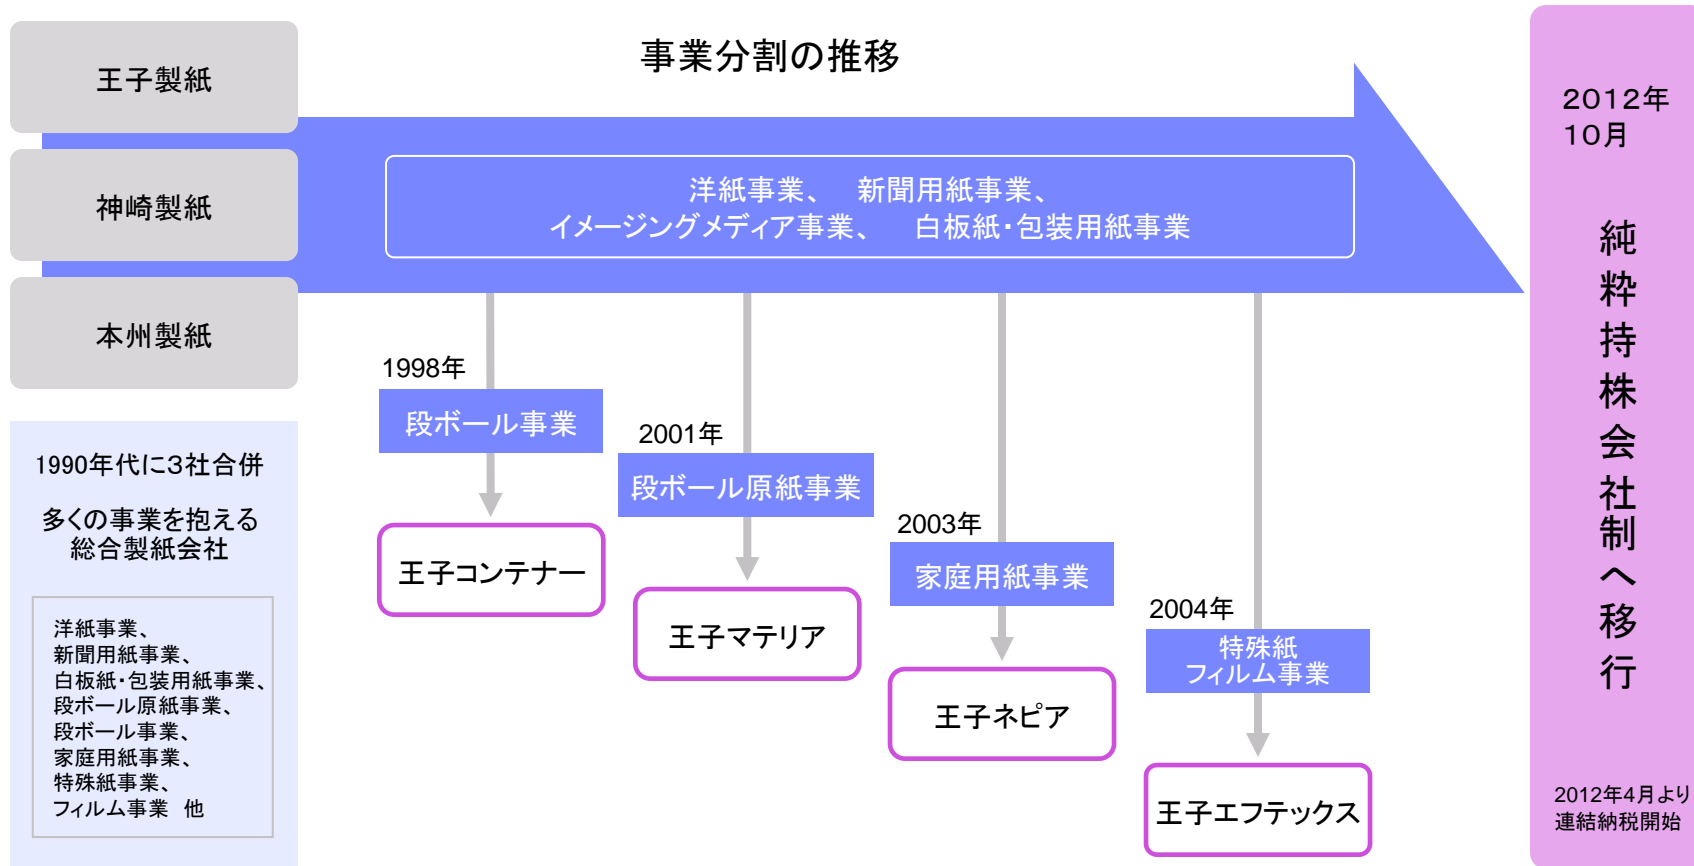 事業分割の推移
王子製紙
神崎製紙
本州製紙
洋紙事業、　新聞用紙事業、
イメージングメディア事業、　白板紙・包装用紙事業
1990年代に3社合併
多くの事業を抱える
総合製紙会社
洋紙事業、
新聞用紙事業、
白板紙・包装用紙事業、
段ボール原紙事業、
段ボール事業、
家庭用紙事業、
特殊紙事業、
フィルム事業　他
1998年
段ボール事業
王子コンテナー
2001年
段ボール原紙事業
王子マテリア
2003年
家庭用紙事業
王子ネピア
2004年
特殊紙
フィルム事業
王子エフテックス
2012年
10月
純粋持株会社制へ移行
2012年4月より
連結納税開始